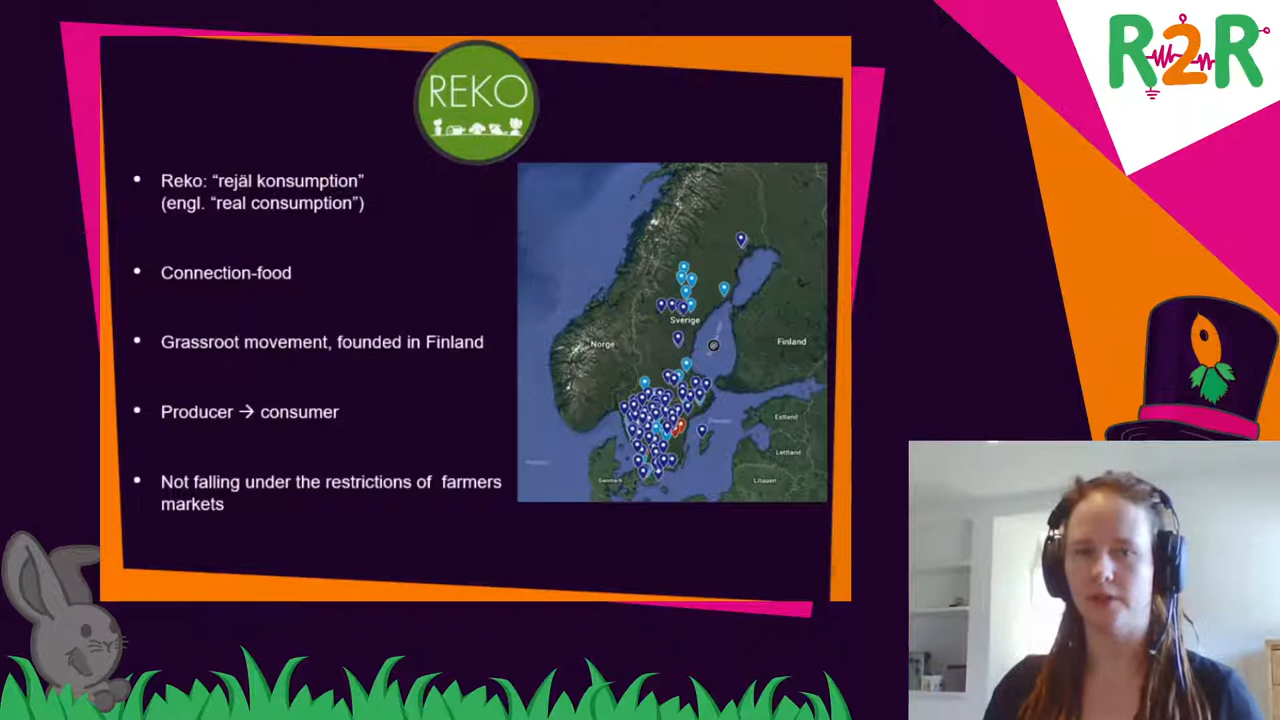 R2R
REKO
Reko: “rejäl konsumption”
(engl. “real consumption”)
Connection-food
Grassroot movement, founded in Finland
Producer → consumer
Not falling under the restrictions of farmers
markets
Sverige
Norge
Finland
Estland
Lettland
Danmark
Litauen